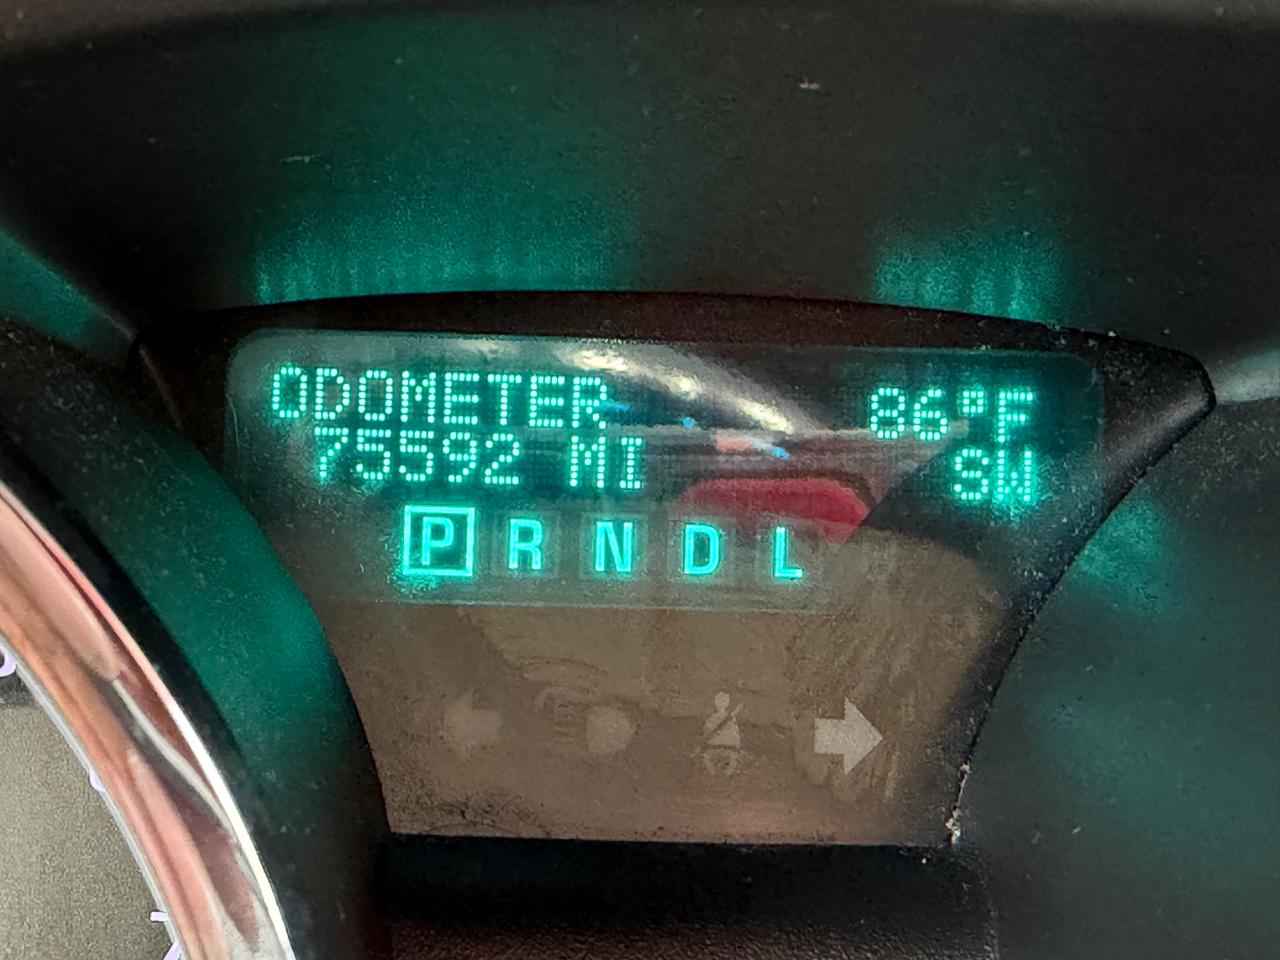 ODOMETER 86°F
75592 MI SW
P R N D L